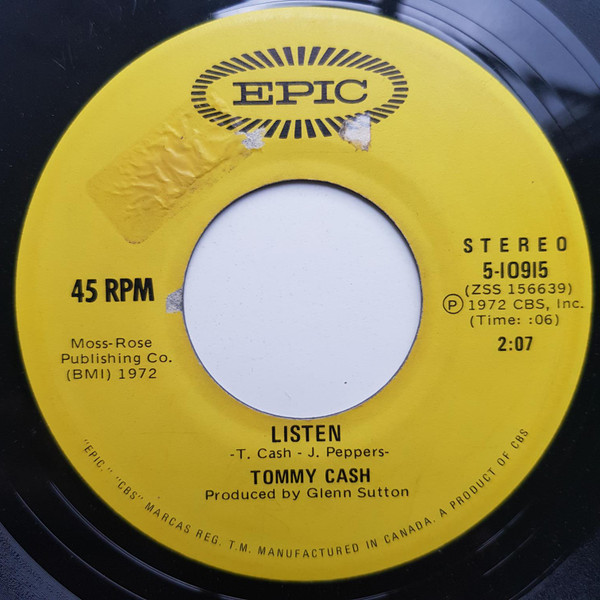 EPIC
STEREO
5-10915
(ZSS 156639)
Ⓟ 1972 CBS, Inc.
(Time: :06)
2:07
45 RPM
Moss-Rose
Publishing Co.
(BMI) 1972
LISTEN
-T. Cash - J. Peppers-
TOMMY CASH
Produced by Glenn Sutton
"EPIC," "CBS" MARCAS REG. T.M. MANUFACTURED IN CANADA. A PRODUCT OF CBS